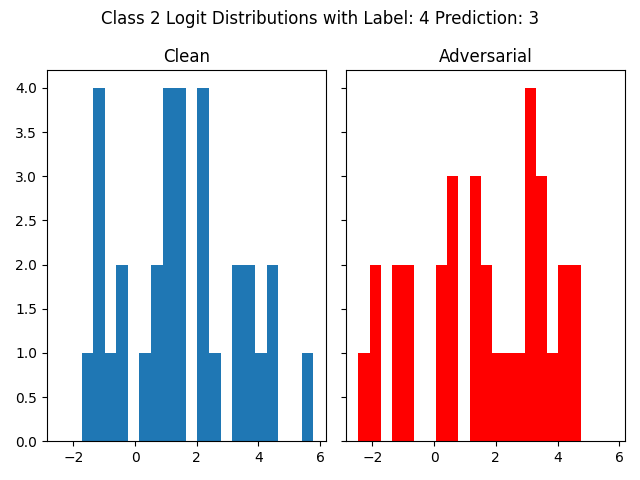 Class 2 Logit Distributions with Label: 4 Prediction: 3
Clean
Adversarial
4.0
3.5
3.0
2.5
2.0
1.5
1.0
0.5
0.0
−2 0 2 4 6
−2 0 2 4 6